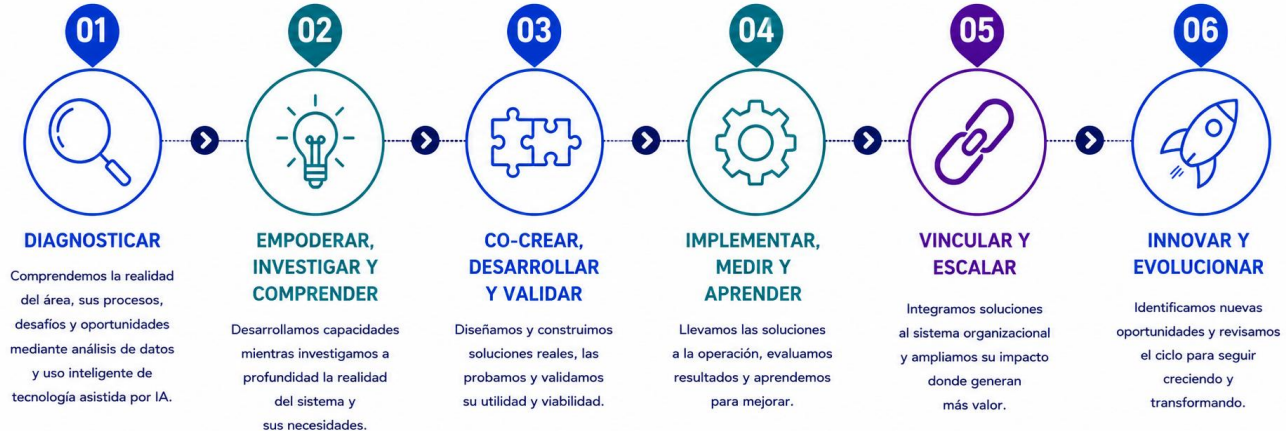 01
DIAGNOSTICAR
Comprendemos la realidad
del área, sus procesos,
desafíos y oportunidades
mediante análisis de datos
y uso inteligente de
tecnología asistida por IA.
02
EMPODERAR,
INVESTIGAR Y
COMPRENDER
Desarrollamos capacidades
mientras investigamos a
profundidad la realidad
del sistema y
sus necesidades.
03
CO-CREAR,
DESARROLLAR
Y VALIDAR
Diseñamos y construimos
soluciones reales, las
probamos y validamos
su utilidad y viabilidad.
04
IMPLEMENTAR,
MEDIR Y
APRENDER
Llevamos las soluciones
a la operación, evaluamos
resultados y aprendemos
para mejorar.
05
VINCULAR Y
ESCALAR
Integramos soluciones
al sistema organizacional
y ampliamos su impacto
donde generan
más valor.
06
INNOVAR Y
EVOLUCIONAR
Identificamos nuevas
oportunidades y revisamos
el ciclo para seguir
creciendo y
transformando.